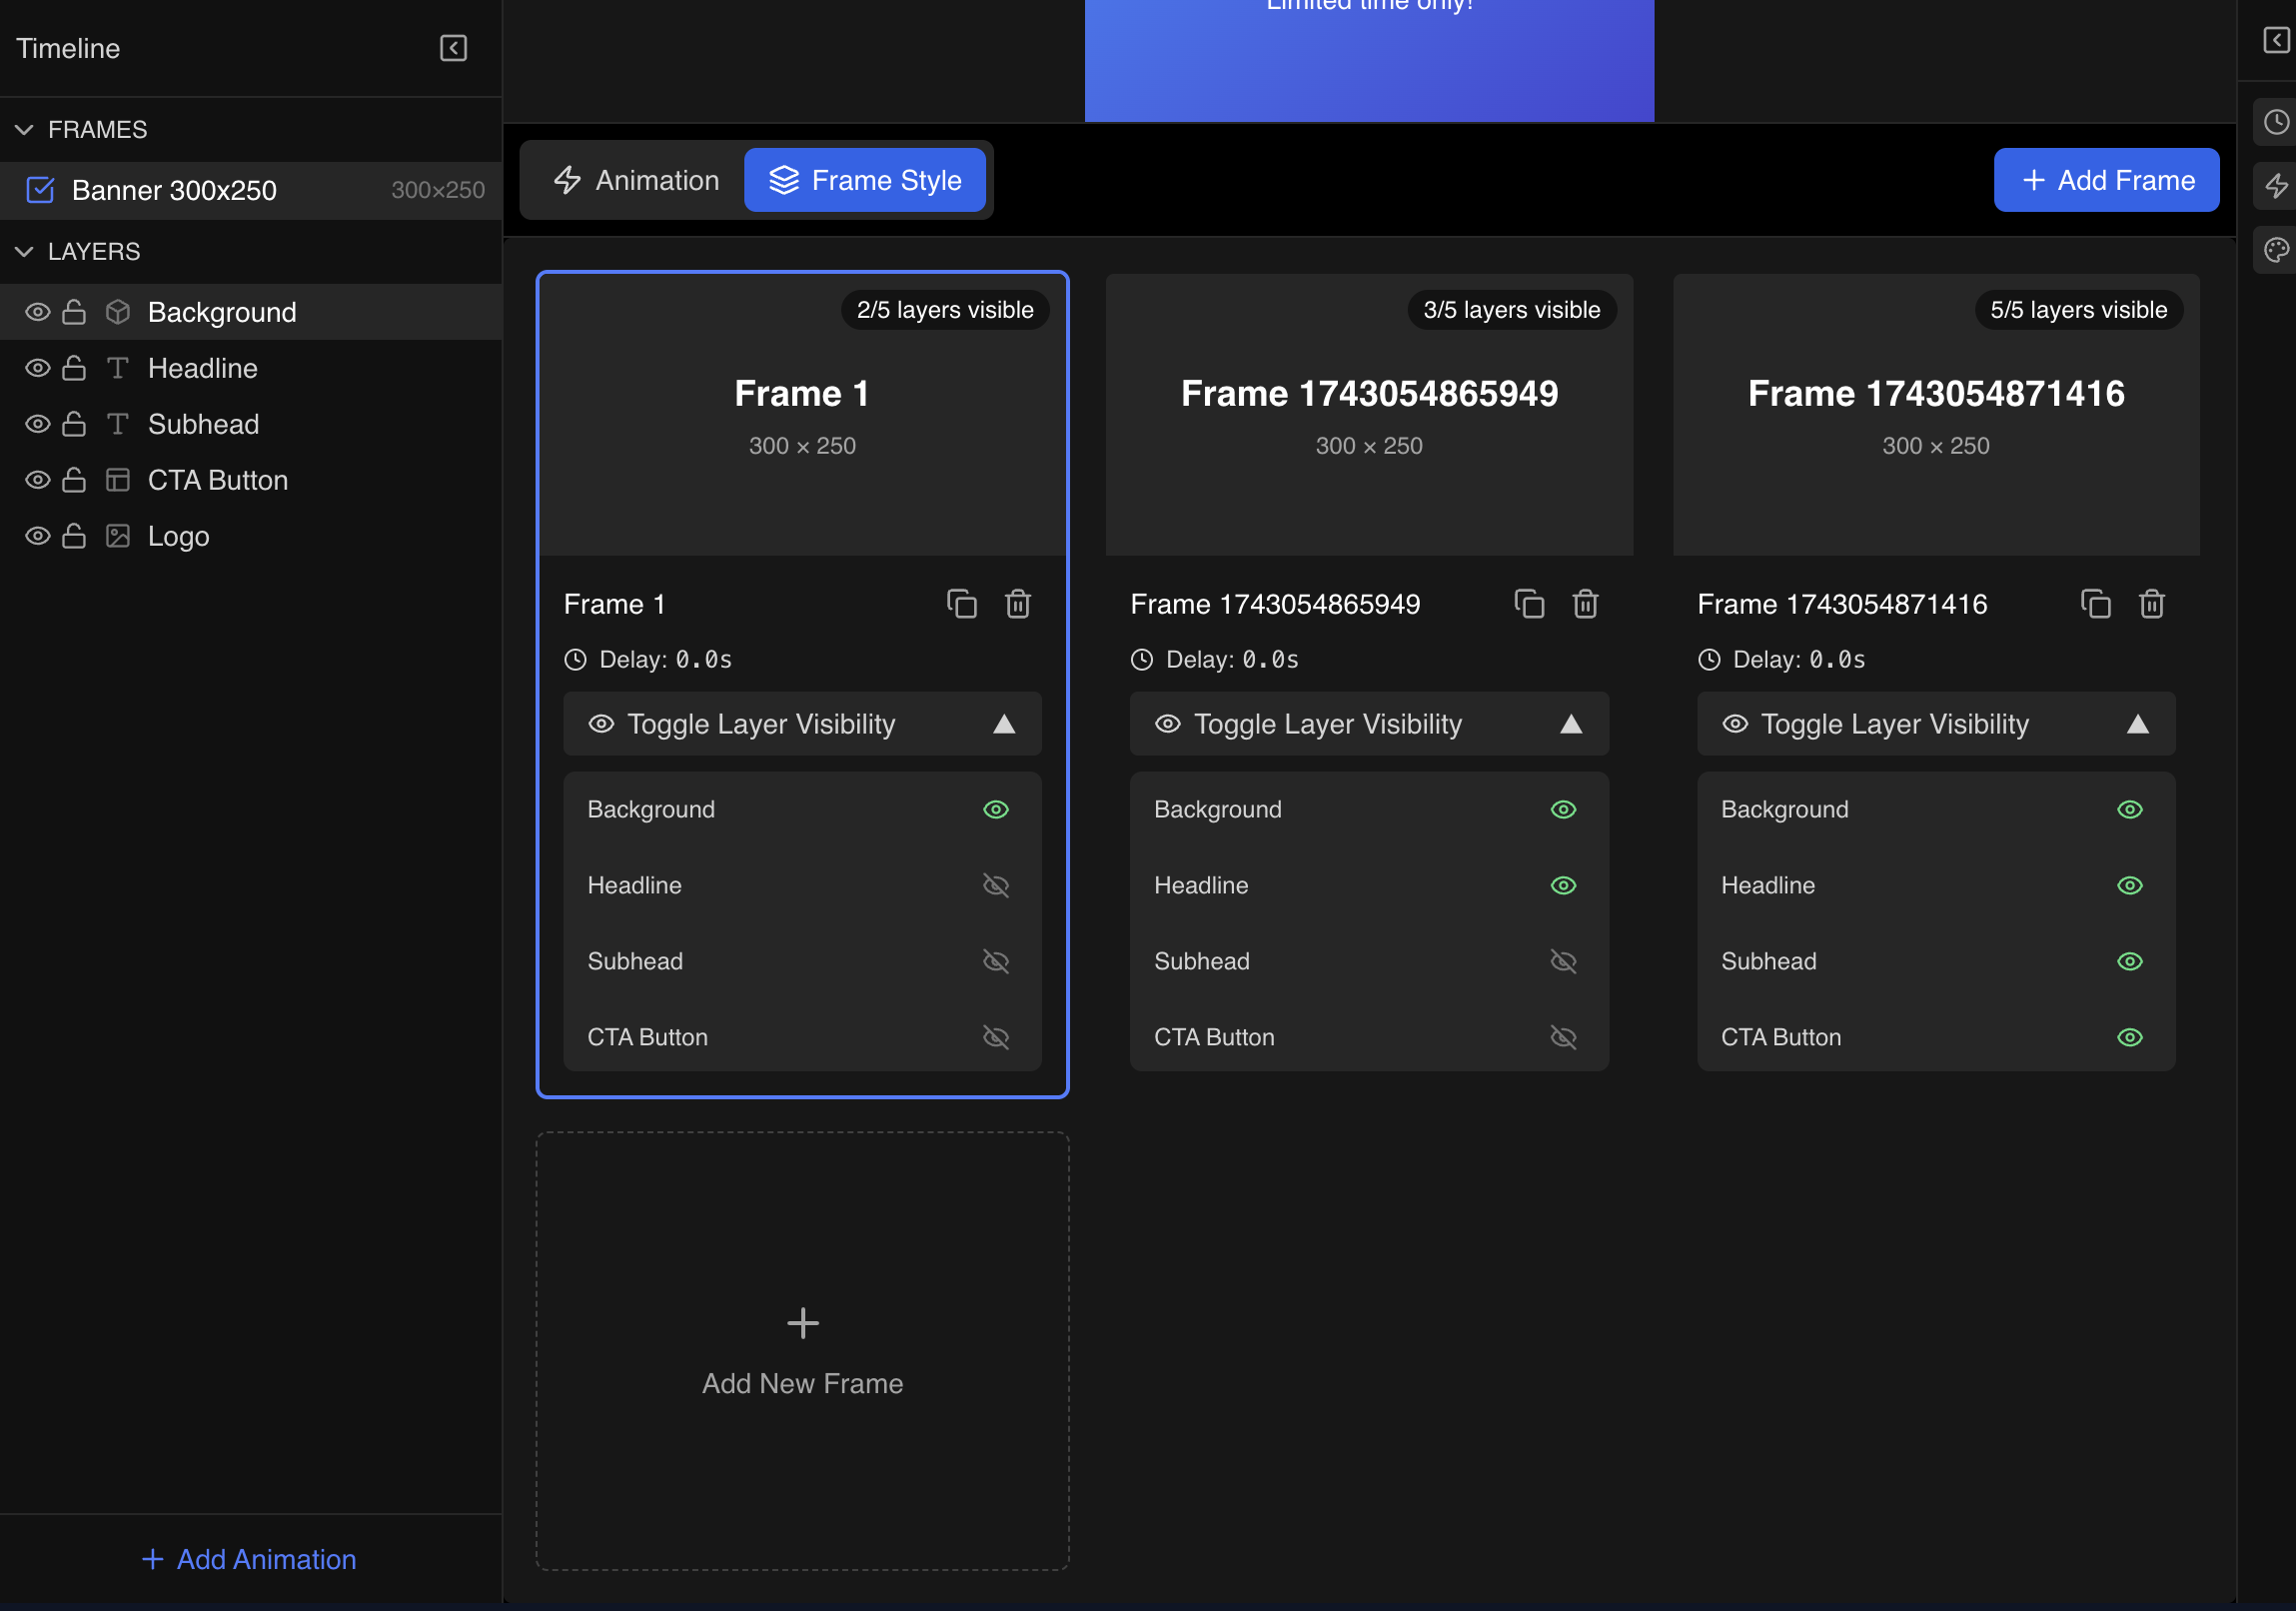 Timeline
FRAMES
Banner 300x250 300×250
LAYERS
Background
Headline
Subhead
CTA Button
Logo
Add Animation
Limited time only!
Animation Frame Style Add Frame
2/5 layers visible
Frame 1
300 × 250
Frame 1
Delay: 0.0s
Toggle Layer Visibility
Background
Headline
Subhead
CTA Button
3/5 layers visible
Frame 1743054865949
300 × 250
Frame 1743054865949
Delay: 0.0s
Toggle Layer Visibility
Background
Headline
Subhead
CTA Button
5/5 layers visible
Frame 1743054871416
300 × 250
Frame 1743054871416
Delay: 0.0s
Toggle Layer Visibility
Background
Headline
Subhead
CTA Button
Add New Frame